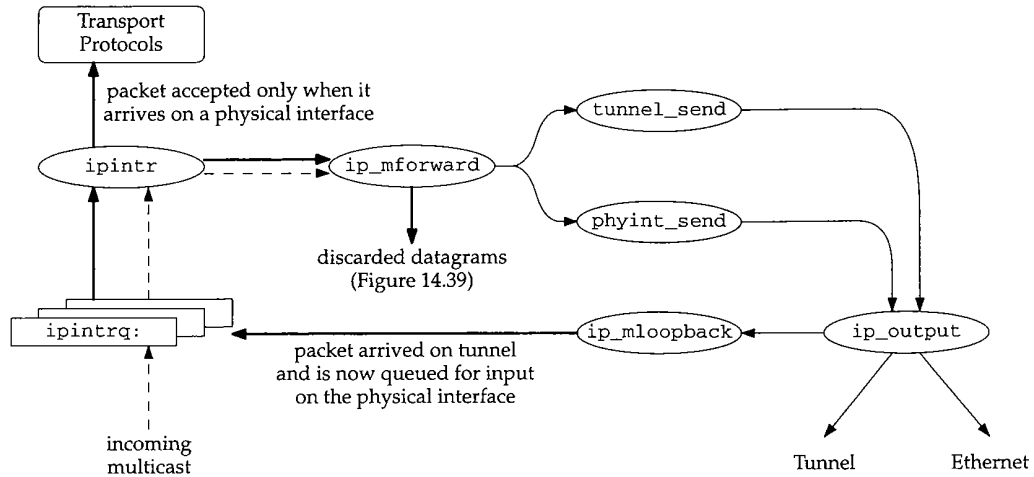 Transport
Protocols
packet accepted only when it
arrives on a physical interface
tunnel_send
ipintr
ip_mforward
phyint_send
discarded datagrams
(Figure 14.39)
ipintrq:
ip_mloopback
ip_output
packet arrived on tunnel
and is now queued for input
on the physical interface
incoming
multicast
Tunnel
Ethernet